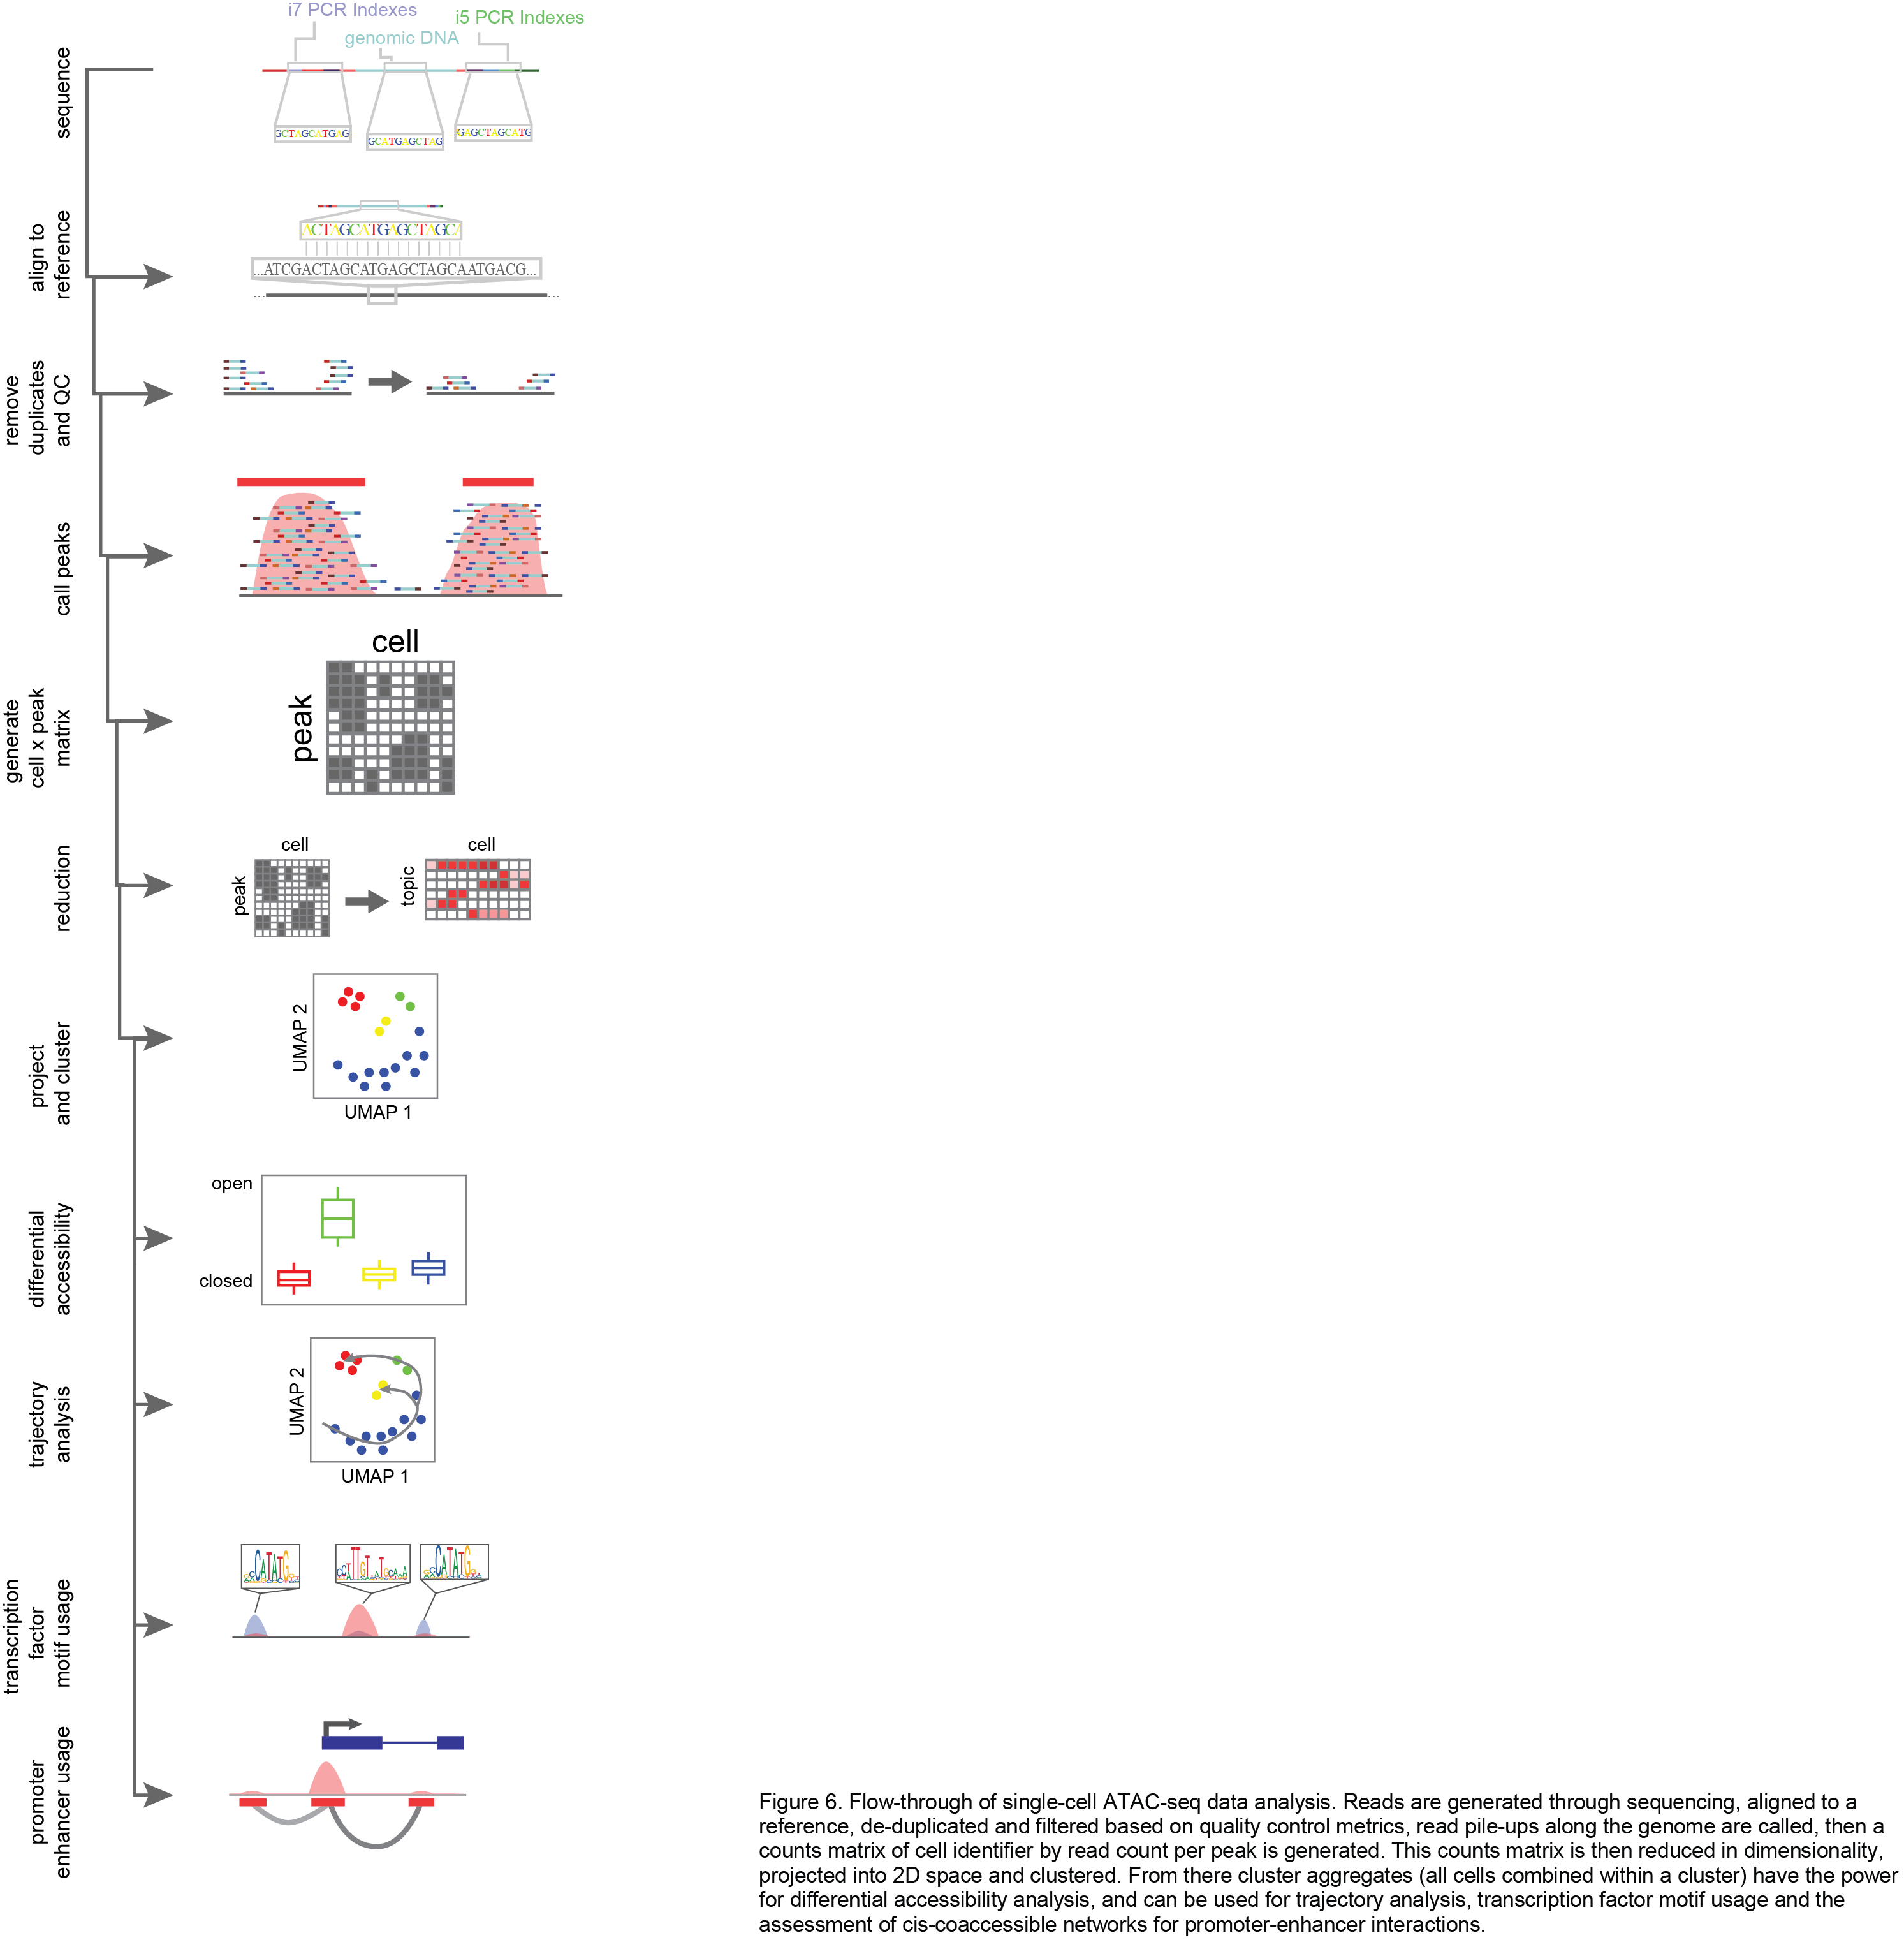 i7 PCR Indexes
i5 PCR Indexes
genomic DNA
sequence
GCTAGCATGAG
GCATGAGCTAG
GAGCTAGCATG
align to
reference
ACTAGCATGAGCTAGCA
...ATCGACTAGCATGAGCTAGCAATGACG...
remove
duplicates
and QC
call peaks
generate
cell x peak
matrix
cell
peak
reduction
cell
peak
cell
topic
project
and cluster
UMAP 2
UMAP 1
differential
accessibility
open
closed
trajectory
analysis
UMAP 2
UMAP 1
transcription
factor
motif usage
CATATG
CATATG
promoter
enhancer usage
Figure 6. Flow-through of single-cell ATAC-seq data analysis. Reads are generated through sequencing, aligned to a
reference, de-duplicated and filtered based on quality control metrics, read pile-ups along the genome are called, then a
counts matrix of cell identifier by read count per peak is generated. This counts matrix is then reduced in dimensionality,
projected into 2D space and clustered. From there cluster aggregates (all cells combined within a cluster) have the power
for differential accessibility analysis, and can be used for trajectory analysis, transcription factor motif usage and the
assessment of cis-coaccessible networks for promoter-enhancer interactions.